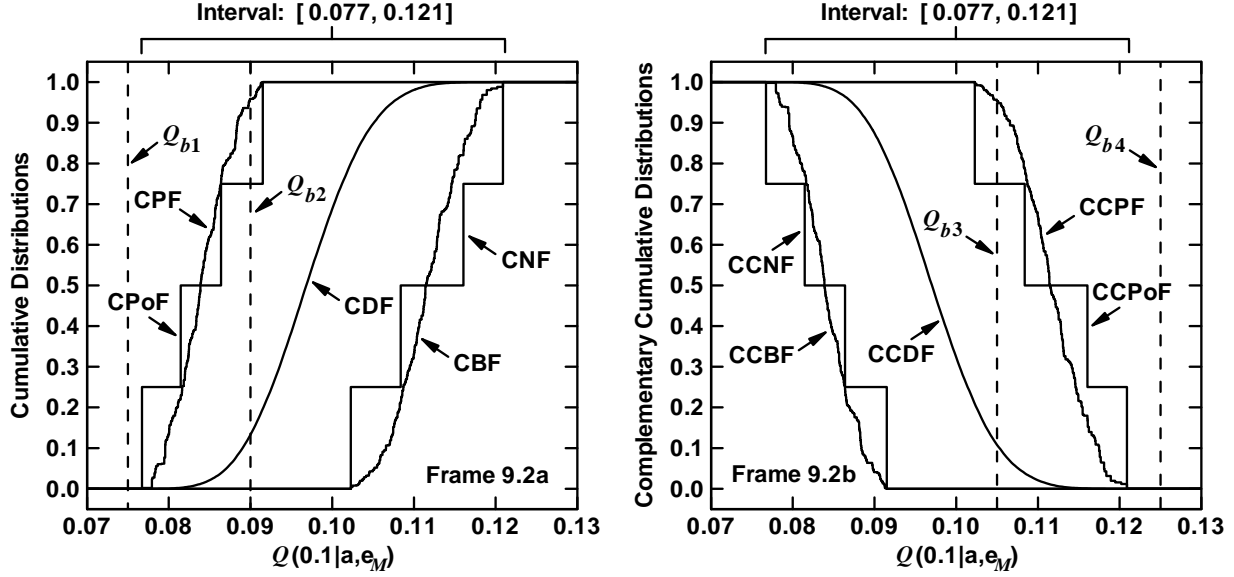 Interval: [ 0.077, 0.121]
1.0
0.9
0.8
0.7
0.6
0.5
0.4
0.3
0.2
0.1
0.0
Cumulative Distributions
Q_b1
CPF
Q_b2
CPoF
CDF
CNF
CBF
Frame 9.2a
0.07 0.08 0.09 0.10 0.11 0.12 0.13
Q(0.1|a,e_M)
Interval: [ 0.077, 0.121]
1.0
0.9
0.8
0.7
0.6
0.5
0.4
0.3
0.2
0.1
0.0
Complementary Cumulative Distributions
Q_b4
CCPF
Q_b3
CCNF
CCPoF
CCBF
CCDF
Frame 9.2b
0.07 0.08 0.09 0.10 0.11 0.12 0.13
Q(0.1|a,e_M)